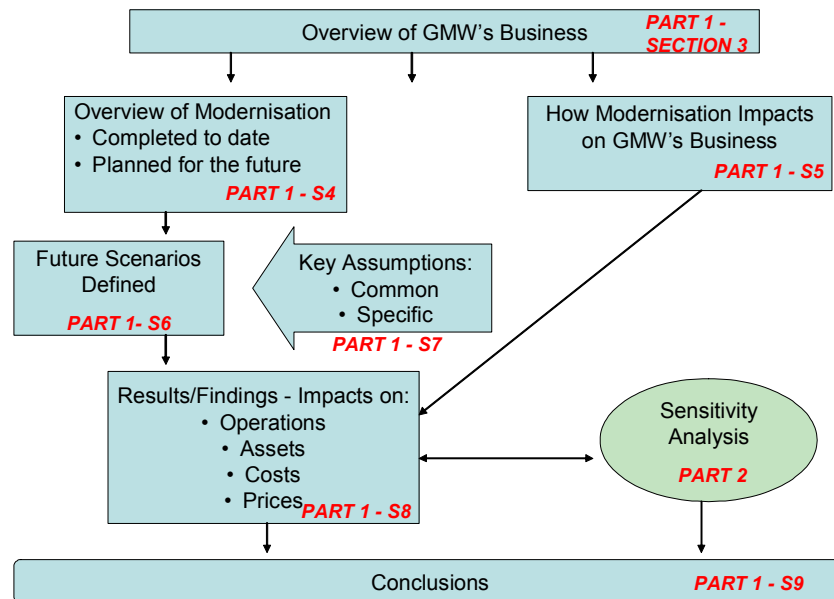 Overview of GMW's Business
PART 1 -
SECTION 3
Overview of Modernisation
• Completed to date
• Planned for the future
PART 1 - S4
How Modernisation Impacts
on GMW's Business
PART 1 - S5
Future Scenarios
Defined
PART 1- S6
Key Assumptions:
• Common
• Specific
PART 1 - S7
Results/Findings - Impacts on:
• Operations
• Assets
• Costs
• Prices
PART 1 - S8
Sensitivity
Analysis
PART 2
Conclusions
PART 1 - S9